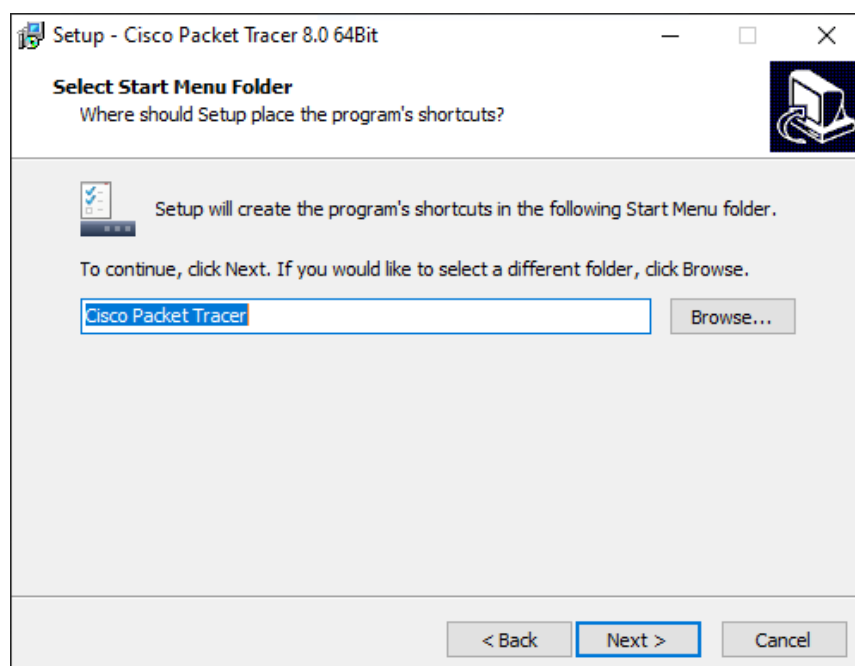 Setup - Cisco Packet Tracer 8.0 64Bit
Select Start Menu Folder
Where should Setup place the program's shortcuts?
Setup will create the program's shortcuts in the following Start Menu folder.
To continue, click Next. If you would like to select a different folder, click Browse.
Cisco Packet Tracer
Browse...
< Back
Next >
Cancel